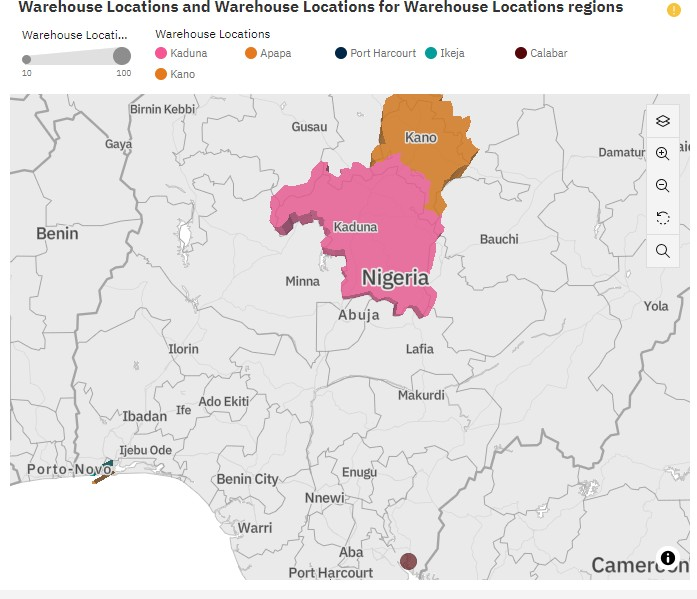 Warehouse Locations and Warehouse Locations for Warehouse Locations regions
!
Warehouse Locati...
10
100
Warehouse Locations
Kaduna
Apapa
Port Harcourt
Ikeja
Calabar
Kano
Birnin Kebbi
Gusau
Kano
Gaya
Damatur
Benin
Kaduna
Bauchi
Nigeria
Minna
Yola
Abuja
Ilorin
Lafia
Makurdi
Ado Ekiti
Ife
Ibadan
Ijebu Ode
Porto-Novo
Enugu
Benin City
Nnewi
Warri
Aba
Cameroon
Port Harcourt